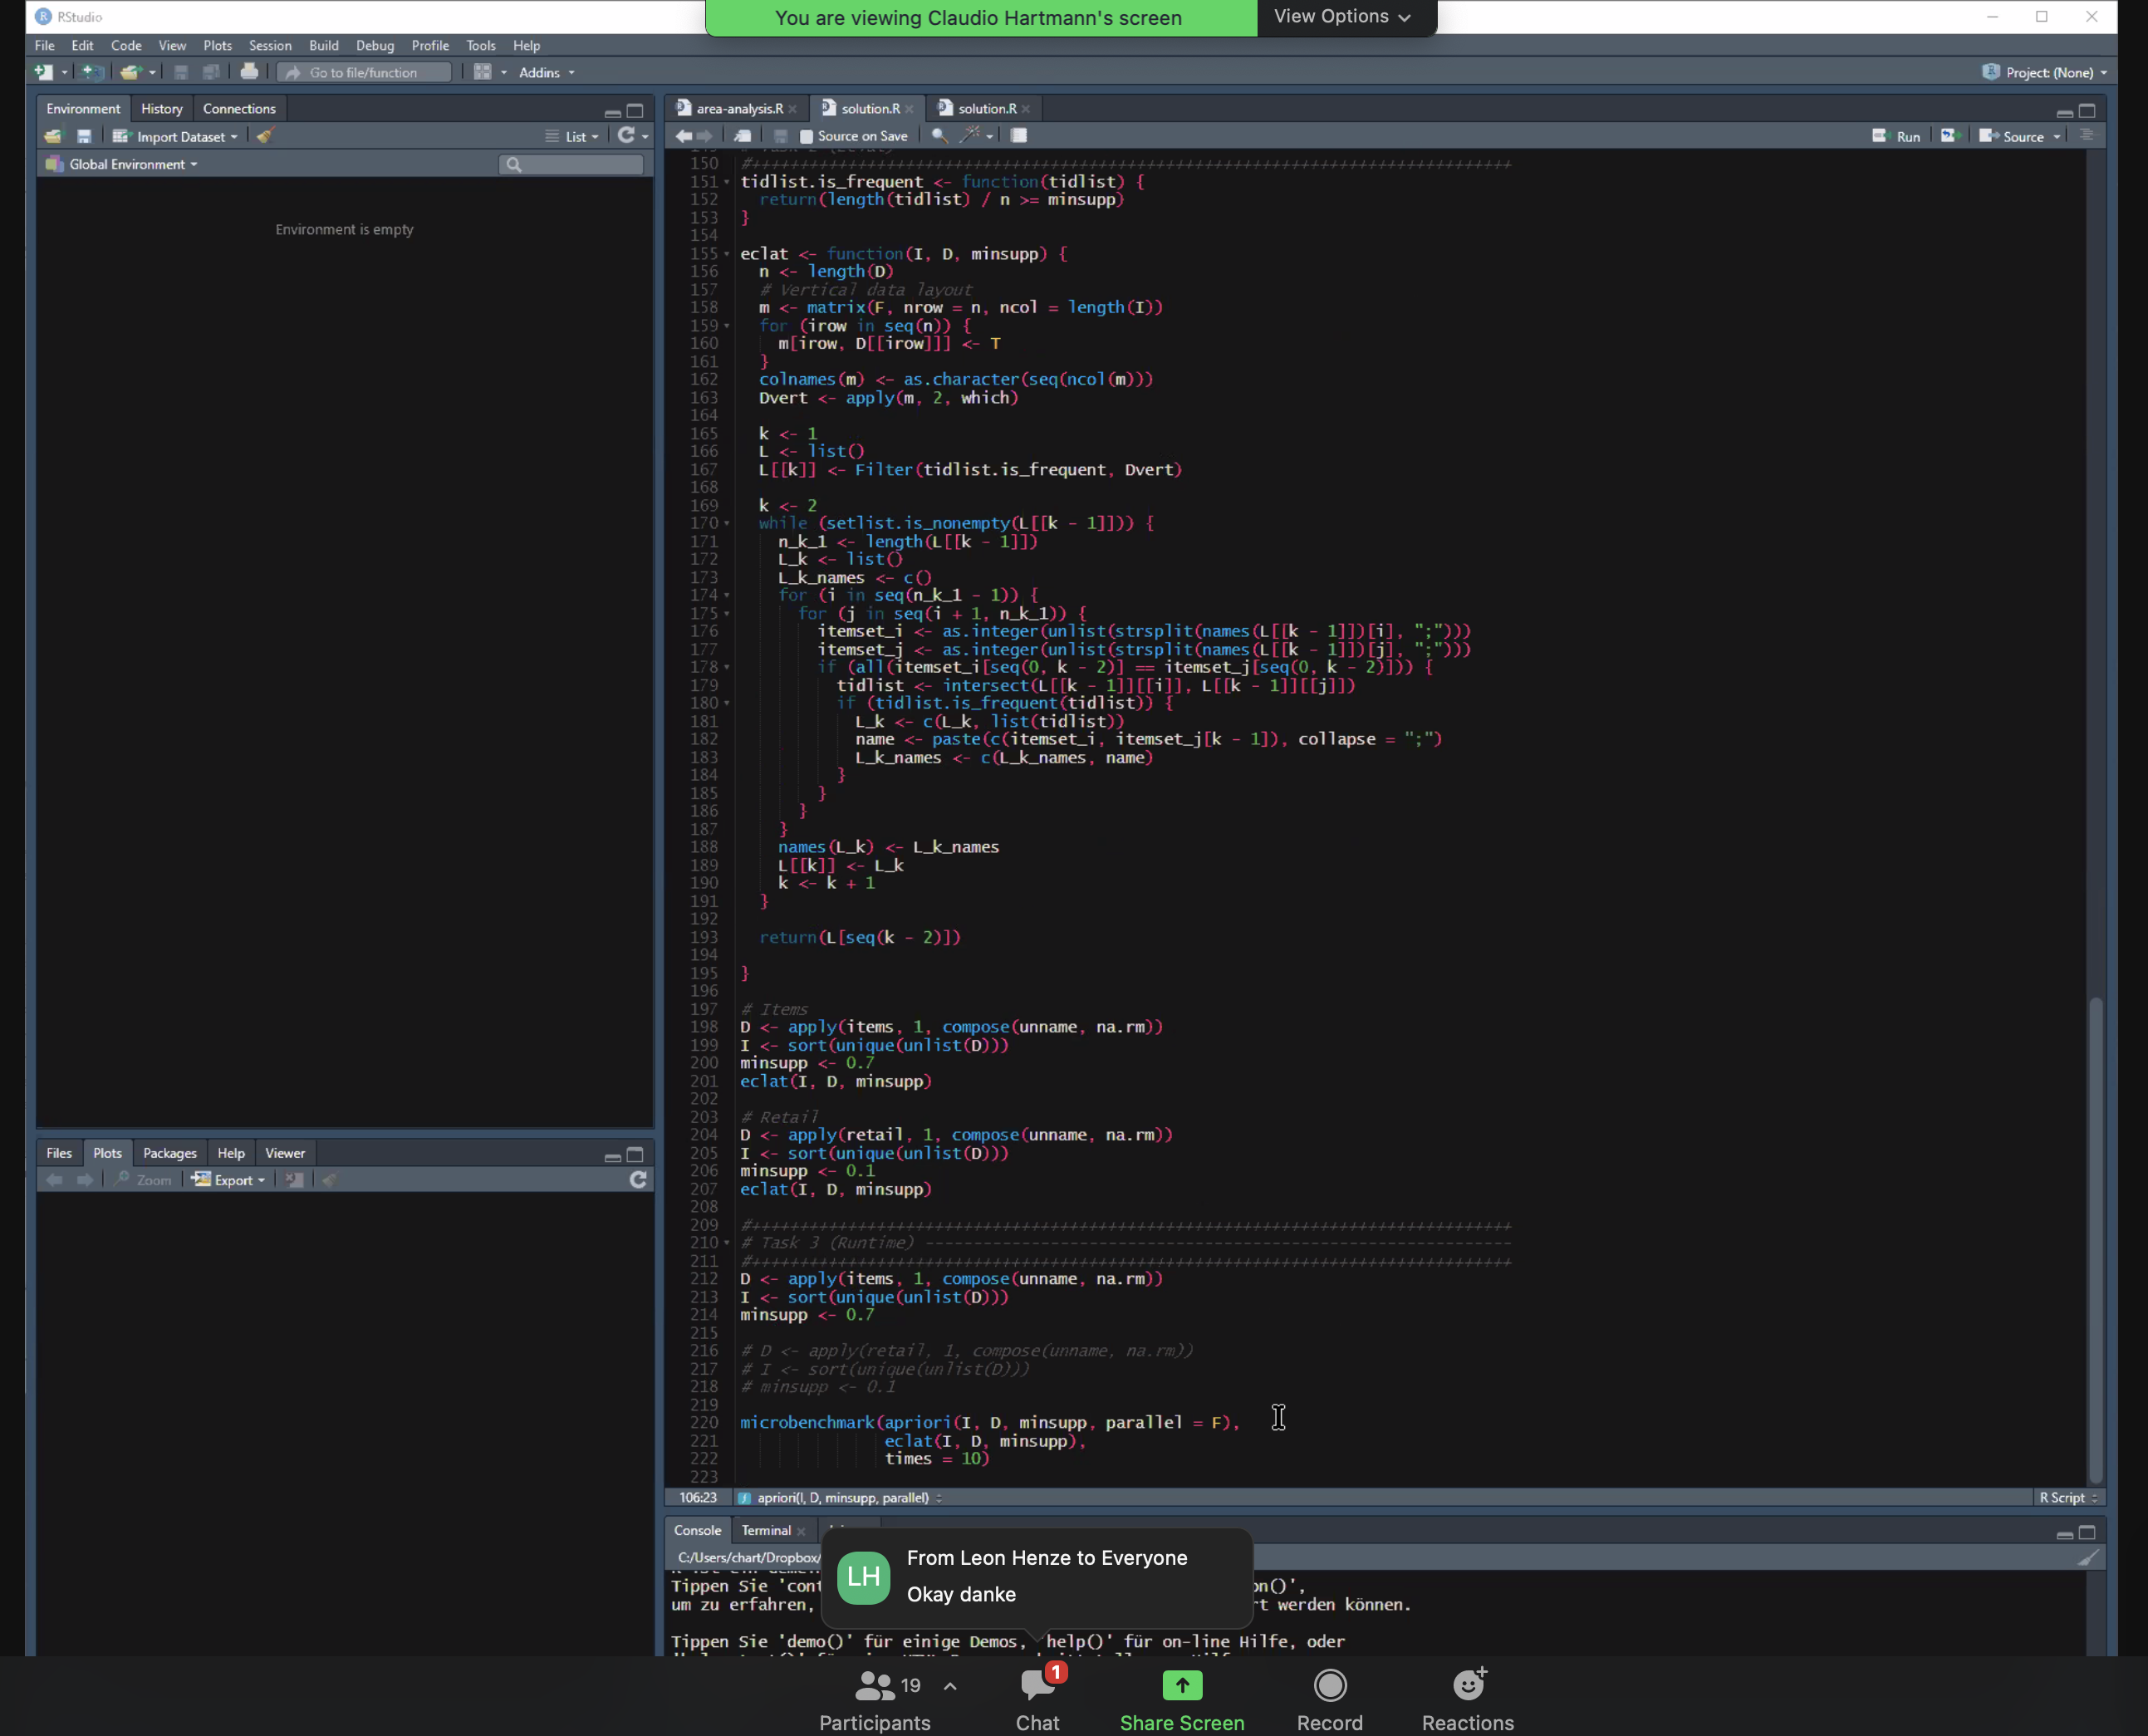 RStudio
You are viewing Claudio Hartmann's screen
View Options
File Edit Code View Plots Session Build Debug Profile Tools Help
Go to file/function
Addins
Project: (None)
Environment History Connections
Import Dataset
List
Global Environment
Environment is empty
Files Plots Packages Help Viewer
Zoom Export
area-analysis.R solution.R solution.R
Source on Save
Run
Source
150 #++++++++++++++++++++++++++++++++++++++++++++++++++++++++++++++++++++++++++++++
151 tidlist.is_frequent <- function(tidlist) {
152   return(length(tidlist) / n >= minsupp)
153 }
154
155 eclat <- function(I, D, minsupp) {
156   n <- length(D)
157   # Vertical data layout
158   m <- matrix(F, nrow = n, ncol = length(I))
159   for (irow in seq(n)) {
160     m[irow, D[[irow]]] <- T
161   }
162   colnames(m) <- as.character(seq(ncol(m)))
163   Dvert <- apply(m, 2, which)
164
165   k <- 1
166   L <- list()
167   L[[k]] <- Filter(tidlist.is_frequent, Dvert)
168
169   k <- 2
170   while (setlist.is_nonempty(L[[k - 1]])) {
171     n_k_1 <- length(L[[k - 1]])
172     L_k <- list()
173     L_k_names <- c()
174     for (i in seq(n_k_1 - 1)) {
175       for (j in seq(i + 1, n_k_1)) {
176         itemset_i <- as.integer(unlist(strsplit(names(L[[k - 1]])[i], ";")))
177         itemset_j <- as.integer(unlist(strsplit(names(L[[k - 1]])[j], ";")))
178         if (all(itemset_i[seq(0, k - 2)] == itemset_j[seq(0, k - 2)])) {
179           tidlist <- intersect(L[[k - 1]][[i]], L[[k - 1]][[j]])
180           if (tidlist.is_frequent(tidlist)) {
181             L_k <- c(L_k, list(tidlist))
182             name <- paste(c(itemset_i, itemset_j[k - 1]), collapse = ";")
183             L_k_names <- c(L_k_names, name)
184           }
185         }
186       }
187     }
188     names(L_k) <- L_k_names
189     L[[k]] <- L_k
190     k <- k + 1
191   }
192
193   return(L[seq(k - 2)])
194
195 }
196
197 # Items
198 D <- apply(items, 1, compose(unname, na.rm))
199 I <- sort(unique(unlist(D)))
200 minsupp <- 0.7
201 eclat(I, D, minsupp)
202
203 # Retail
204 D <- apply(retail, 1, compose(unname, na.rm))
205 I <- sort(unique(unlist(D)))
206 minsupp <- 0.1
207 eclat(I, D, minsupp)
208
209 #++++++++++++++++++++++++++++++++++++++++++++++++++++++++++++++++++++++++++++++
210 # Task 3 (Runtime) -------------------------------------------------------------
211 #++++++++++++++++++++++++++++++++++++++++++++++++++++++++++++++++++++++++++++++
212 D <- apply(items, 1, compose(unname, na.rm))
213 I <- sort(unique(unlist(D)))
214 minsupp <- 0.7
215
216 # D <- apply(retail, 1, compose(unname, na.rm))
217 # I <- sort(unique(unlist(D)))
218 # minsupp <- 0.1
219
220 microbenchmark(apriori(I, D, minsupp, parallel = F),
221                eclat(I, D, minsupp),
222                times = 10)
223
106:23 apriori(I, D, minsupp, parallel) R Script
Console Terminal
C:/Users/chart/Dropbox/
Tippen Sie 'cont on()',
um zu erfahren, rt werden können.
Tippen Sie 'demo()' für einige Demos, 'help()' für on-line Hilfe, oder
LH
From Leon Henze to Everyone
Okay danke
19
1
Participants Chat Share Screen Record Reactions